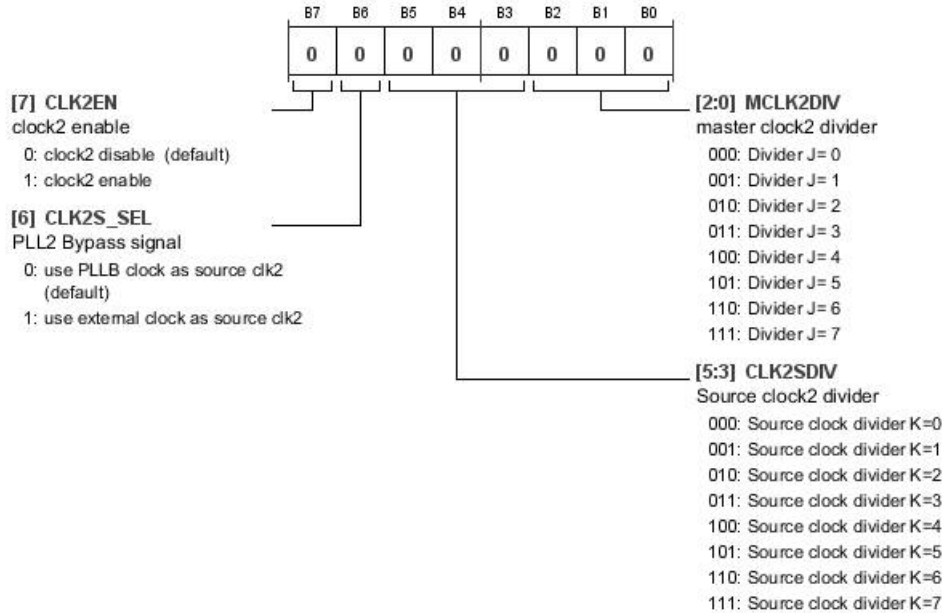 B7 B6 B5 B4 B3 B2 B1 B0
0 0 0 0 0 0 0 0
[7] CLK2EN
clock2 enable
0: clock2 disable (default)
1: clock2 enable
[6] CLK2S_SEL
PLL2 Bypass signal
0: use PLLB clock as source clk2
(default)
1: use external clock as source clk2
[2:0] MCLK2DIV
master clock2 divider
000: Divider J= 0
001: Divider J= 1
010: Divider J= 2
011: Divider J= 3
100: Divider J= 4
101: Divider J= 5
110: Divider J= 6
111: Divider J= 7
[5:3] CLK2SDIV
Source clock2 divider
000: Source clock divider K=0
001: Source clock divider K=1
010: Source clock divider K=2
011: Source clock divider K=3
100: Source clock divider K=4
101: Source clock divider K=5
110: Source clock divider K=6
111: Source clock divider K=7